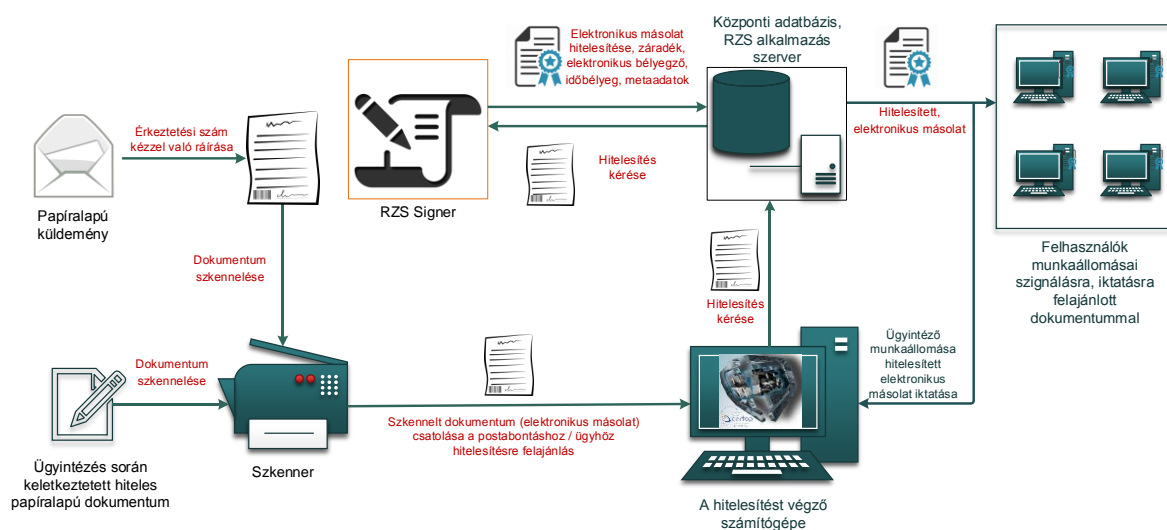 Elektronikus másolat
hitelesítése, záradék,
elektronikus bélyegző,
időbélyeg, metaadatok
Központi adatbázis,
RZS alkalmazás
szerver
Érkeztetési szám
kézzel való ráírása
Hitelesített,
elektronikus másolat
Hitelesítés
kérése
Papíralapú
küldemény
RZS Signer
Dokumentum
szkennelése
Felhasználók
munkaállomásai
szignálásra, iktatásra
felajánlott
dokumentummal
Hitelesítés
kérése
Ügyintéző
munkaállomása
hitelesített
elektronikus
másolat iktatása
Dokumentum
szkennelése
certop
Szkennelt dokumentum (elektronikus másolat)
csatolása a postabontáshoz / ügyhöz
hitelesítésre felajánlás
Szkenner
Ügyintézés során
keletkeztetett hiteles
papíralapú dokumentum
A hitelesítést végző
számítógépe